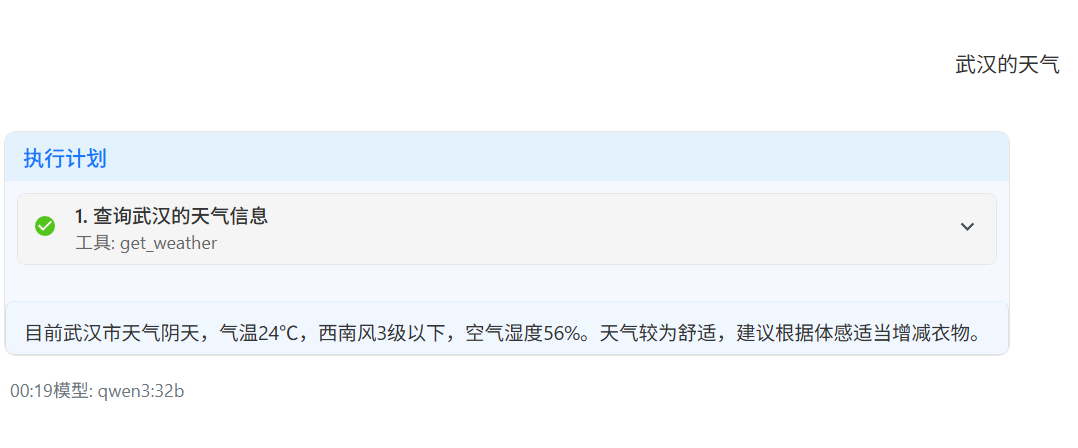 武汉的天气
执行计划
1. 查询武汉的天气信息
工具: get_weather
目前武汉市天气阴天，气温24℃，西南风3级以下，空气湿度56%。天气较为舒适，建议根据体感适当增减衣物。
00:19模型: qwen3:32b